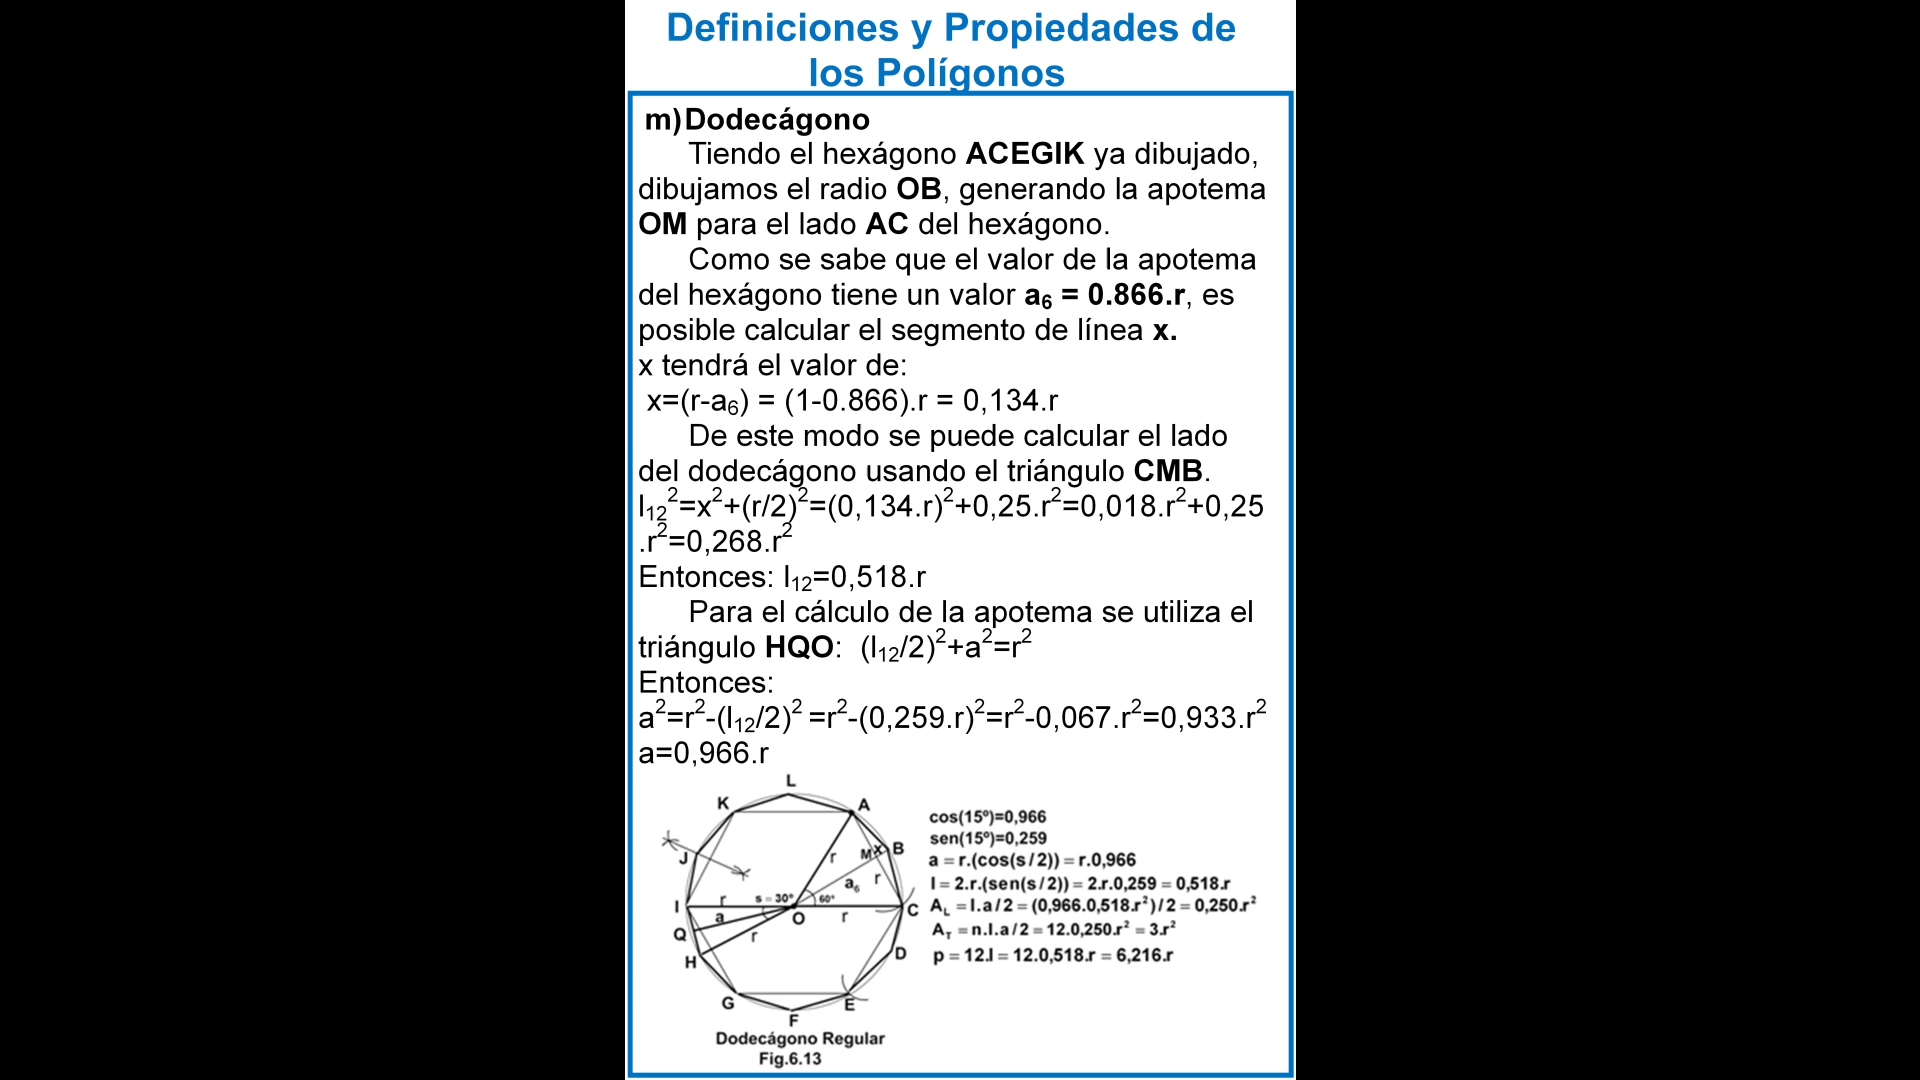 Definiciones y Propiedades de
los Polígonos
m)Dodecágono
Tiendo el hexágono ACEGIK ya dibujado,
dibujamos el radio OB, generando la apotema
OM para el lado AC del hexágono.
Como se sabe que el valor de la apotema
del hexágono tiene un valor a₆ = 0.866.r, es
posible calcular el segmento de línea x.
x tendrá el valor de:
x=(r-a₆) = (1-0.866).r = 0,134.r
De este modo se puede calcular el lado
del dodecágono usando el triángulo CMB.
l₁₂²=x²+(r/2)²=(0,134.r)²+0,25.r²=0,018.r²+0,25
.r²=0,268.r²
Entonces: l₁₂=0,518.r
Para el cálculo de la apotema se utiliza el
triángulo HQO: (l₁₂/2)²+a²=r²
Entonces:
a²=r²-(l₁₂/2)² =r²-(0,259.r)²=r²-0,067.r²=0,933.r²
a=0,966.r
L
K
A
J
M
x
B
r
a₆
r
I
r
s = 30°
60°
C
a
O
r
Q
r
H
D
G
E
F
cos(15º)=0,966
sen(15º)=0,259
a = r.(cos(s/2)) = r.0,966
l = 2.r.(sen(s/2)) = 2.r.0,259 = 0,518.r
A_L = l.a/2 = (0,966.0,518.r²)/2 = 0,250.r²
A_T = n.l.a/2 = 12.0,250.r² = 3.r²
p = 12.l = 12.0,518.r = 6,216.r
Dodecágono Regular
Fig.6.13